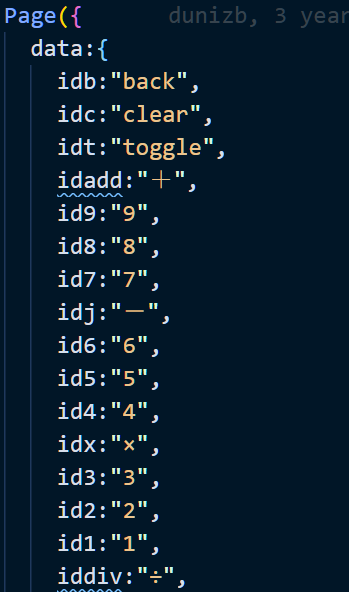 Page({ dunizb, 3 year
data:{
idb:"back",
idc:"clear",
idt:"toggle",
idadd:"＋",
id9:"9",
id8:"8",
id7:"7",
idj:"－",
id6:"6",
id5:"5",
id4:"4",
idx:"×",
id3:"3",
id2:"2",
id1:"1",
iddiv:"÷",